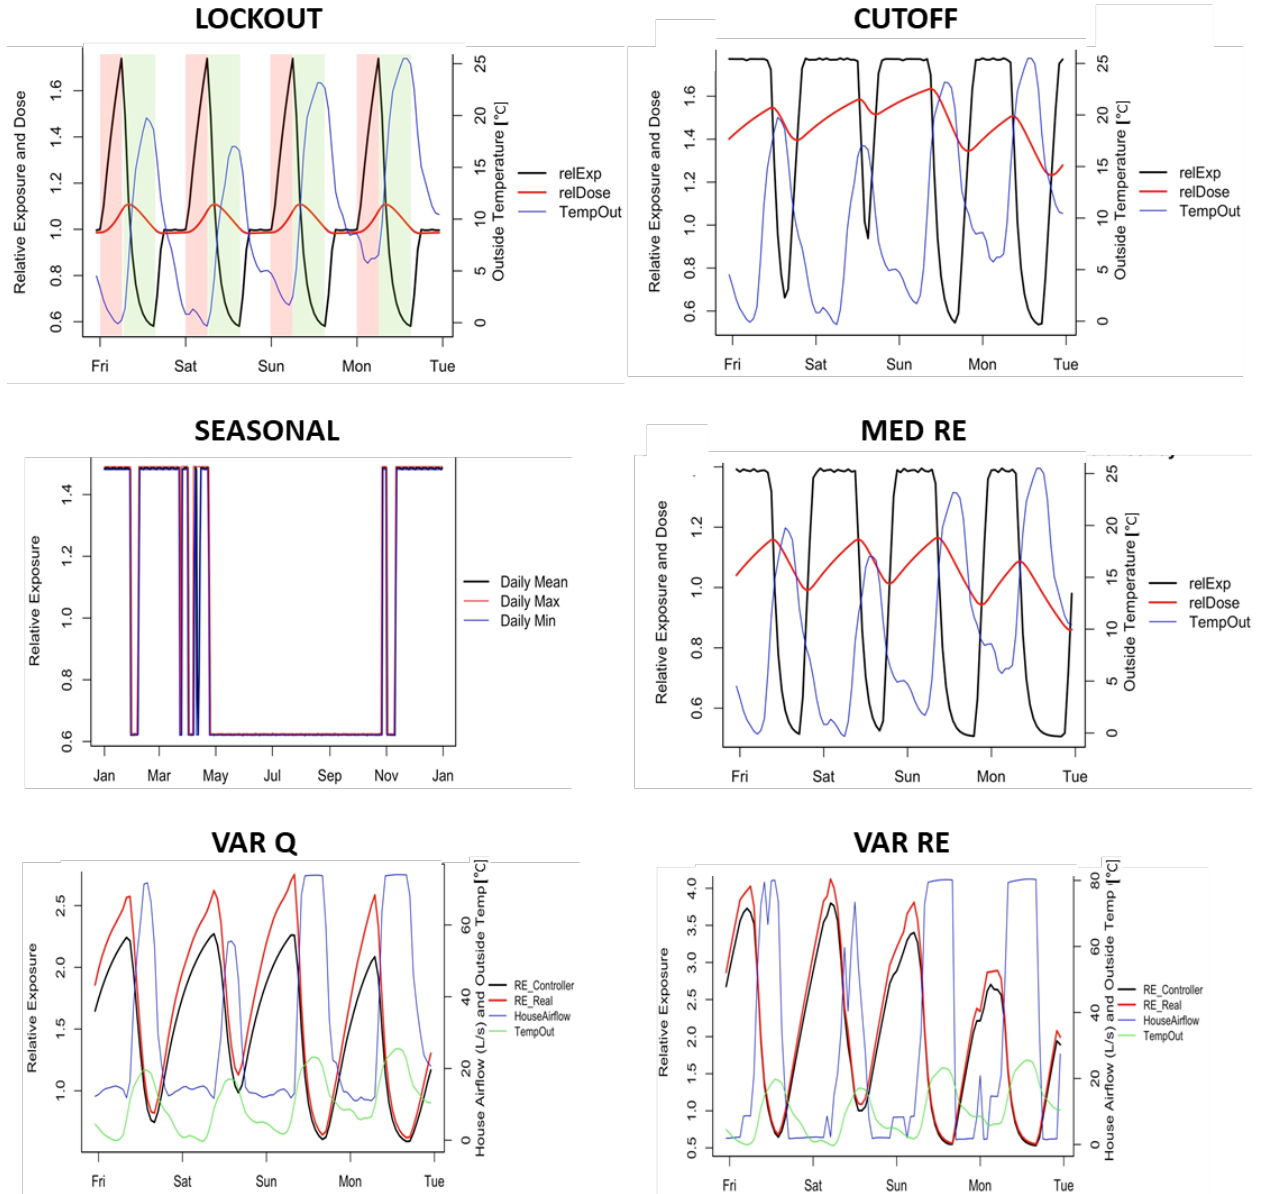 LOCKOUT
Relative Exposure and Dose
0.6 0.8 1.0 1.2 1.4 1.6
Fri Sat Sun Mon Tue
0 5 10 15 20 25
Outside Temperature [°C]
relExp
relDose
TempOut
CUTOFF
Relative Exposure and Dose
0.6 0.8 1.0 1.2 1.4 1.6
Fri Sat Sun Mon Tue
0 5 10 15 20 25
Outside Temperature [°C]
relExp
relDose
TempOut
SEASONAL
Relative Exposure
0.6 0.8 1.0 1.2 1.4
Jan Mar May Jul Sep Nov Jan
Daily Mean
Daily Max
Daily Min
MED RE
Relative Exposure and Dose
0.6 0.8 1.0 1.2
Fri Sat Sun Mon Tue
0 5 10 15 20 25
Outside Temperature [°C]
relExp
relDose
TempOut
VAR Q
Relative Exposure
1.0 1.5 2.0 2.5
Fri Sat Sun Mon Tue
0 20 40 60
House Airflow (L/s) and Outside Temp [°C]
RE_Controller
RE_Real
HouseAirflow
TempOut
VAR RE
Relative Exposure
0.5 1.0 1.5 2.0 2.5 3.0 3.5 4.0
Fri Sat Sun Mon Tue
0 20 40 60 80
House Airflow (L/s) and Outside Temp [°C]
RE_Controller
RE_Real
HouseAirflow
TempOut